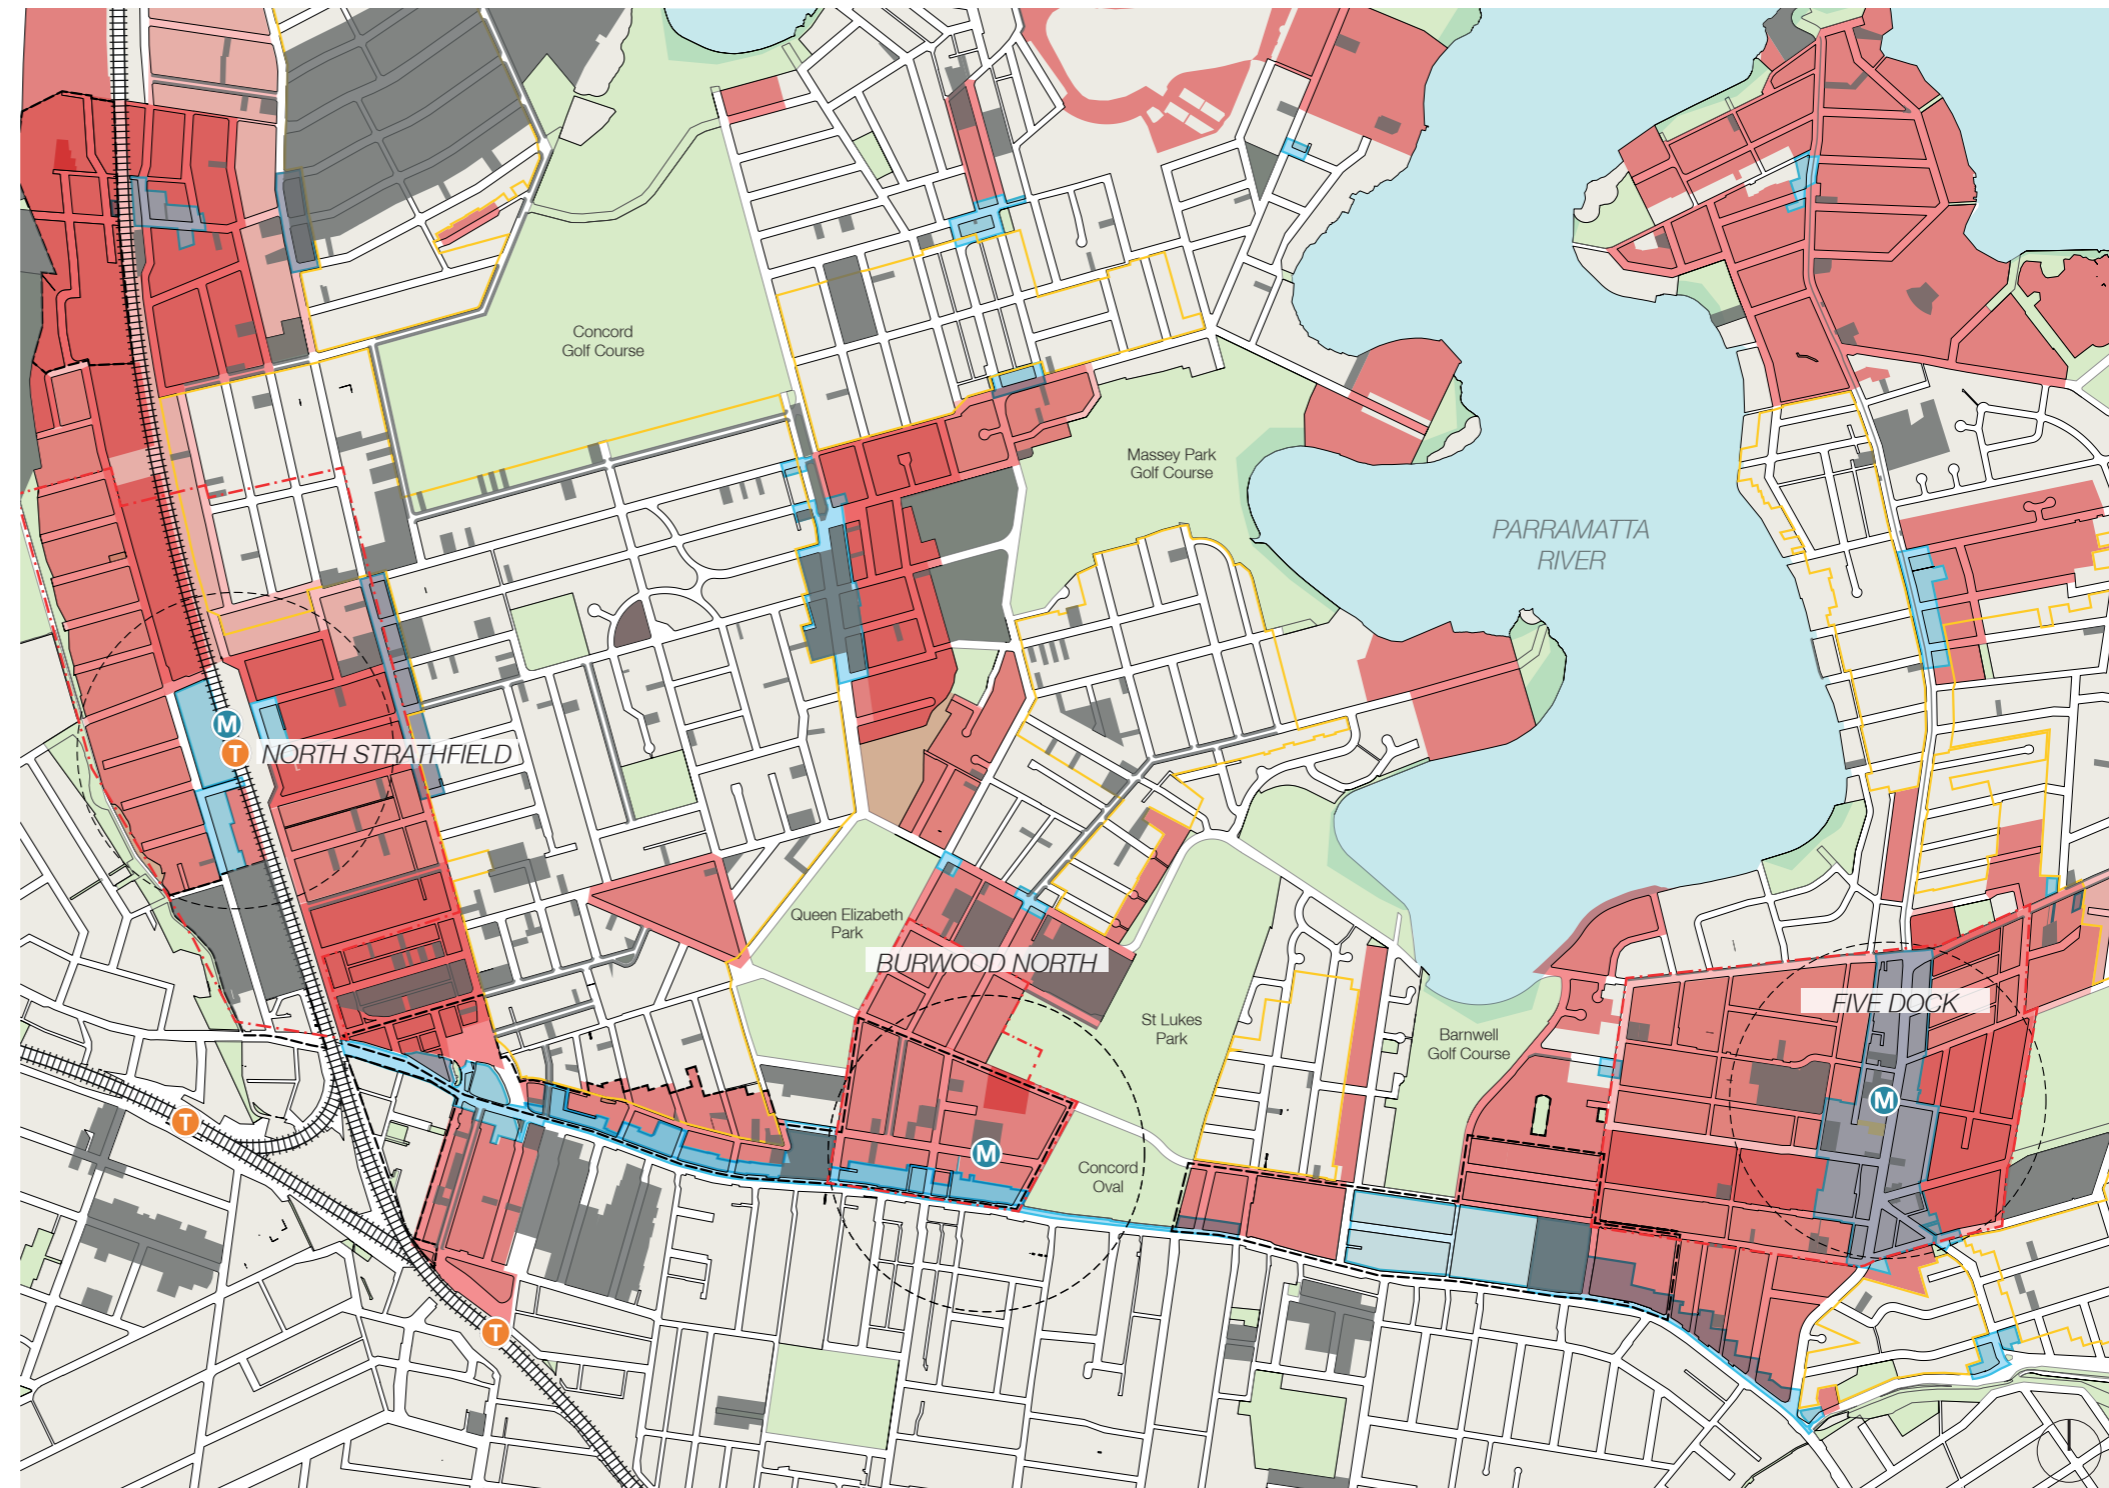 Concord
Golf Course
Massey Park
Golf Course
PARRAMATTA
RIVER
M
T
NORTH STRATHFIELD
Queen Elizabeth
Park
BURWOOD NORTH
St Lukes
Park
FIVE DOCK
Barnwell
Golf Course
M
T
M
Concord
Oval
T